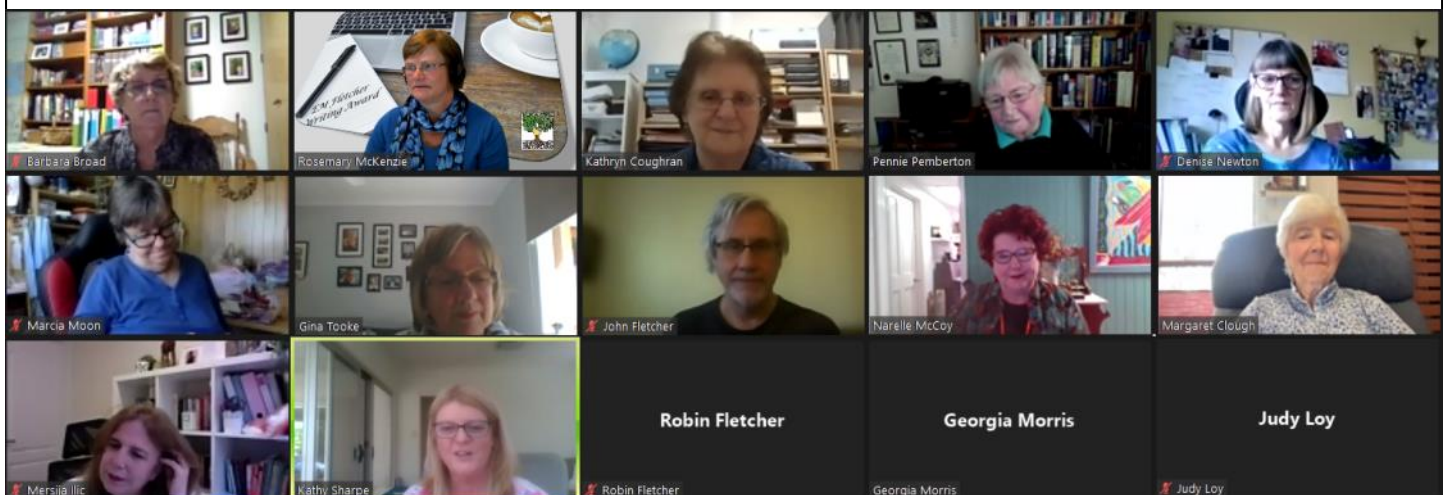 Barbara Broad
EM Fletcher
Writing Award
Rosemary McKenzie
Kathryn Coughran
Pennie Pemberton
Denise Newton
Marcia Moon
Gina Tooke
John Fletcher
Narelle McCoy
Margaret Clough
Mersija Ilic
Kathy Sharpe
Robin Fletcher
Robin Fletcher
Georgia Morris
Georgia Morris
Judy Loy
Judy Loy